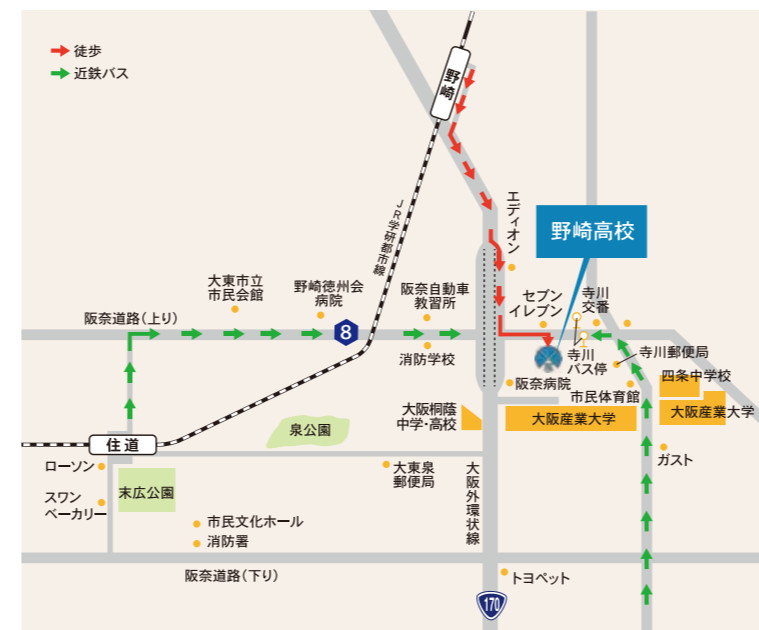 徒歩
近鉄バス
野崎
エディオン
野崎高校
JR学研都市線
大東市立
市民会館
野崎徳州会
病院
阪奈自動車
教習所
セブン
イレブン
寺川
交番
阪奈道路(上り)
8
消防学校
寺川
バス停
寺川郵便局
阪奈病院
四条中学校
市民体育館
大阪桐蔭
中学・高校
大阪産業大学
大阪産業大学
泉公園
住道
ローソン
末広公園
大東泉
郵便局
大阪外環状線
ガスト
スワン
ベーカリー
市民文化ホール
消防署
阪奈道路(下り)
トヨペット
170